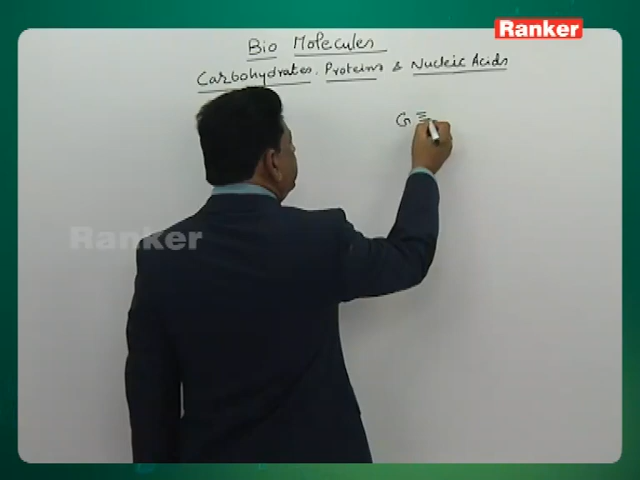 Ranker
Bio Molecules
Carbohydrates, Proteins & Nucleic Acids
G ≡
Ranker